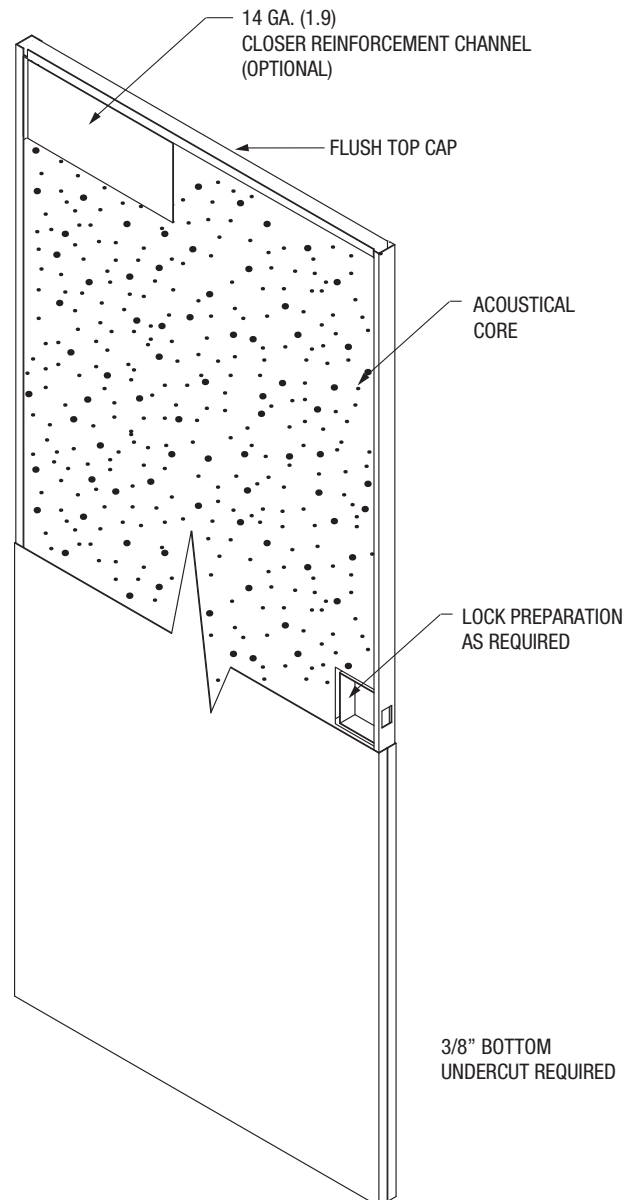 14 GA. (1.9)
CLOSER REINFORCEMENT CHANNEL
(OPTIONAL)
FLUSH TOP CAP
ACOUSTICAL
CORE
LOCK PREPARATION
AS REQUIRED
3/8” BOTTOM
UNDERCUT REQUIRED